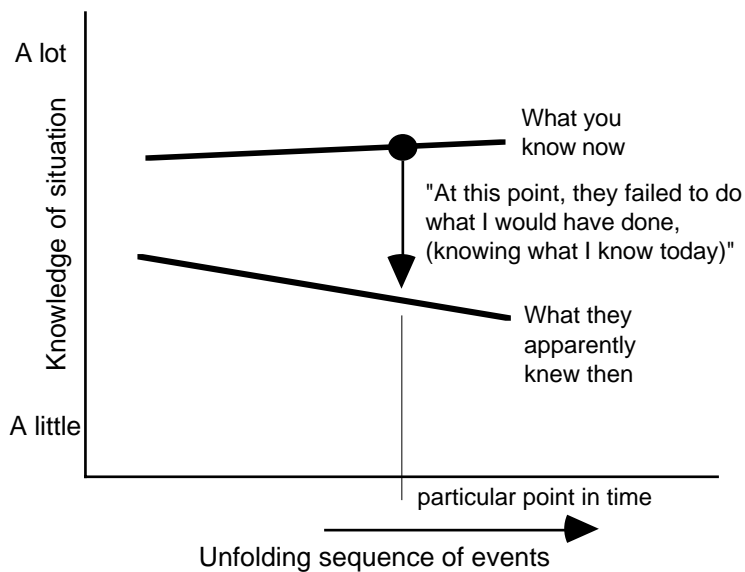 A lot
Knowledge of situation
What you
know now
"At this point, they failed to do
what I would have done,
(knowing what I know today)"
What they
apparently
knew then
A little
particular point in time
Unfolding sequence of events